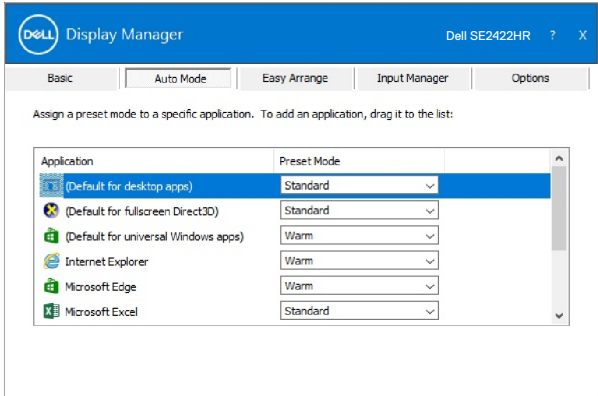 DELL Display Manager Dell SE2422HR ? X
Basic Auto Mode Easy Arrange Input Manager Options
Assign a preset mode to a specific application. To add an application, drag it to the list:
Application Preset Mode
(Default for desktop apps) Standard
(Default for fullscreen Direct3D) Standard
(Default for universal Windows apps) Warm
Internet Explorer Warm
Microsoft Edge Warm
Microsoft Excel Standard